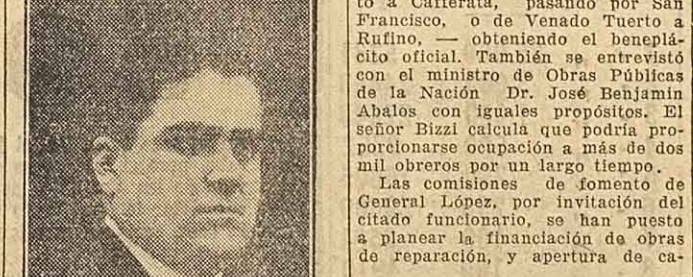 to a Cafferata, pasando por San
Francisco, o de Venado Tuerto a
Rufino, — obteniendo el beneplá-
cito oficial. También se entrevistó
con el ministro de Obras Públicas
de la Nación Dr. José Benjamin
Abalos con iguales propósitos. El
señor Bizzi calcula que podría pro-
porcionarse ocupación a más de dos
mil obreros por un largo tiempo.
Las comisiones de fomento de
General López, por invitación del
citado funcionario, se han puesto
a planear la financiación de obras
de reparación, y apertura de ca-